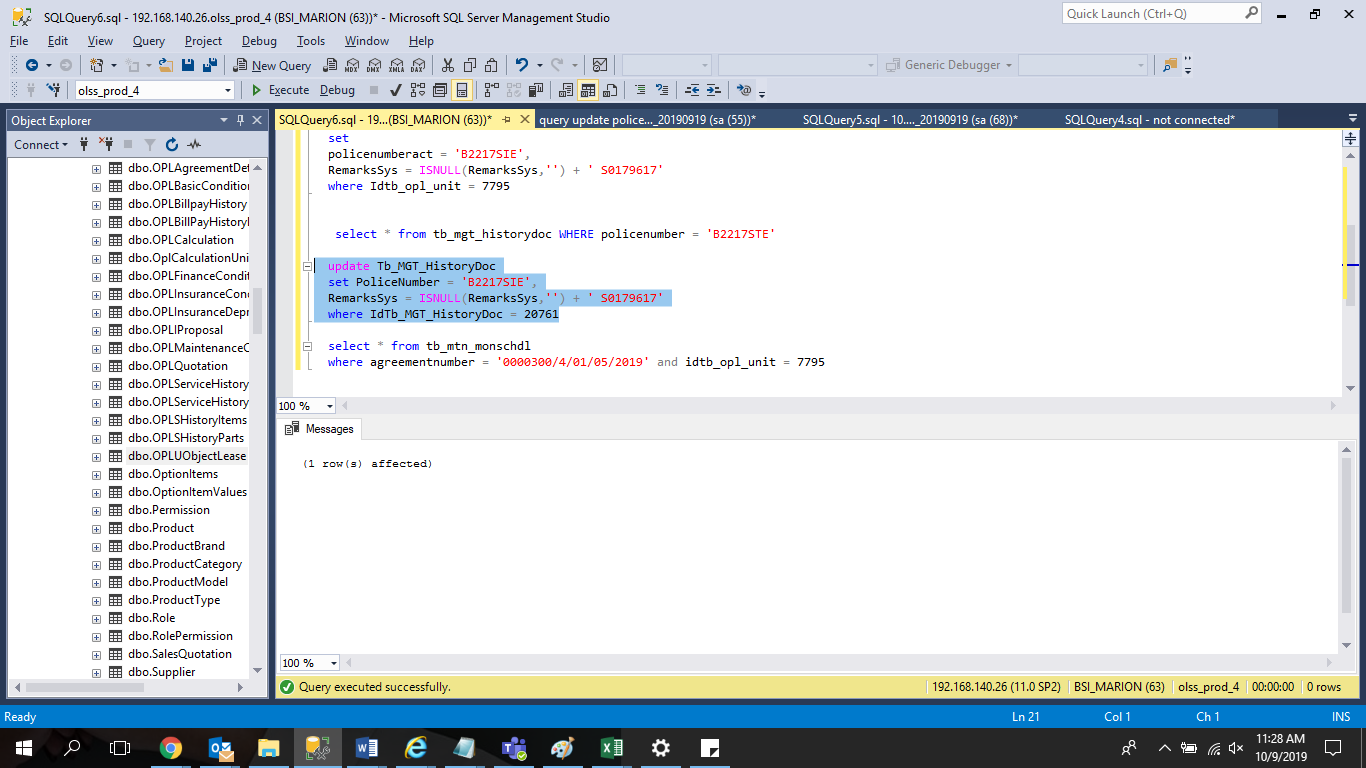 SQLQuery6.sql - 192.168.140.26.olss_prod_4 (BSI_MARION (63))* - Microsoft SQL Server Management Studio
Quick Launch (Ctrl+Q)
File Edit View Query Project Debug Tools Window Help
New Query
MDX DMX XMLA DAX
Generic Debugger
olss_prod_4
Execute Debug
Object Explorer
SQLQuery6.sql - 19...(BSI_MARION (63))*
query update police..._20190919 (sa (55))*
SQLQuery5.sql - 10...._20190919 (sa (68))*
SQLQuery4.sql - not connected*
Connect
dbo.OPLAgreementDet
dbo.OPLBasicCondition
dbo.OPLBillpayHistory
dbo.OPLBillPayHistoryI
dbo.OPLCalculation
dbo.OplCalculationUni
dbo.OPLFinanceCondit
dbo.OPLInsuranceCon
dbo.OPLInsuranceDepr
dbo.OPLIProposal
dbo.OPLMaintenanceC
dbo.OPLQuotation
dbo.OPLServiceHistory
dbo.OPLServiceHistory
dbo.OPLSHistoryItems
dbo.OPLSHistoryParts
dbo.OPLUObjectLease
dbo.OptionItems
dbo.OptionItemValues
dbo.Permission
dbo.Product
dbo.ProductBrand
dbo.ProductCategory
dbo.ProductModel
dbo.ProductType
dbo.Role
dbo.RolePermission
dbo.SalesQuotation
dbo.Supplier
set
policenumberact = 'B2217SIE',
RemarksSys = ISNULL(RemarksSys,'') + ' S0179617'
where Idtb_opl_unit = 7795
select * from tb_mgt_historydoc WHERE policenumber = 'B2217STE'
update Tb_MGT_HistoryDoc
set PoliceNumber = 'B2217SIE',
RemarksSys = ISNULL(RemarksSys,'') + ' S0179617'
where IdTb_MGT_HistoryDoc = 20761
select * from tb_mtn_monschdl
where agreementnumber = '0000300/4/01/05/2019' and idtb_opl_unit = 7795
100 %
Messages
(1 row(s) affected)
100 %
Query executed successfully.
192.168.140.26 (11.0 SP2) BSI_MARION (63) olss_prod_4 00:00:00 0 rows
Ready
Ln 21 Col 1 Ch 1 INS
11:28 AM
10/9/2019